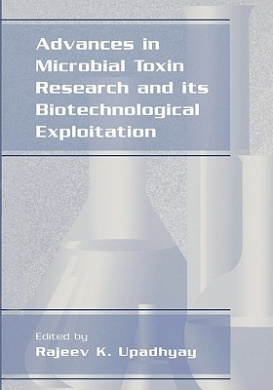 Advances in
Microbial Toxin
Research and its
Biotechnological
Exploitation
Edited by
Rajeev K. Upadhyay